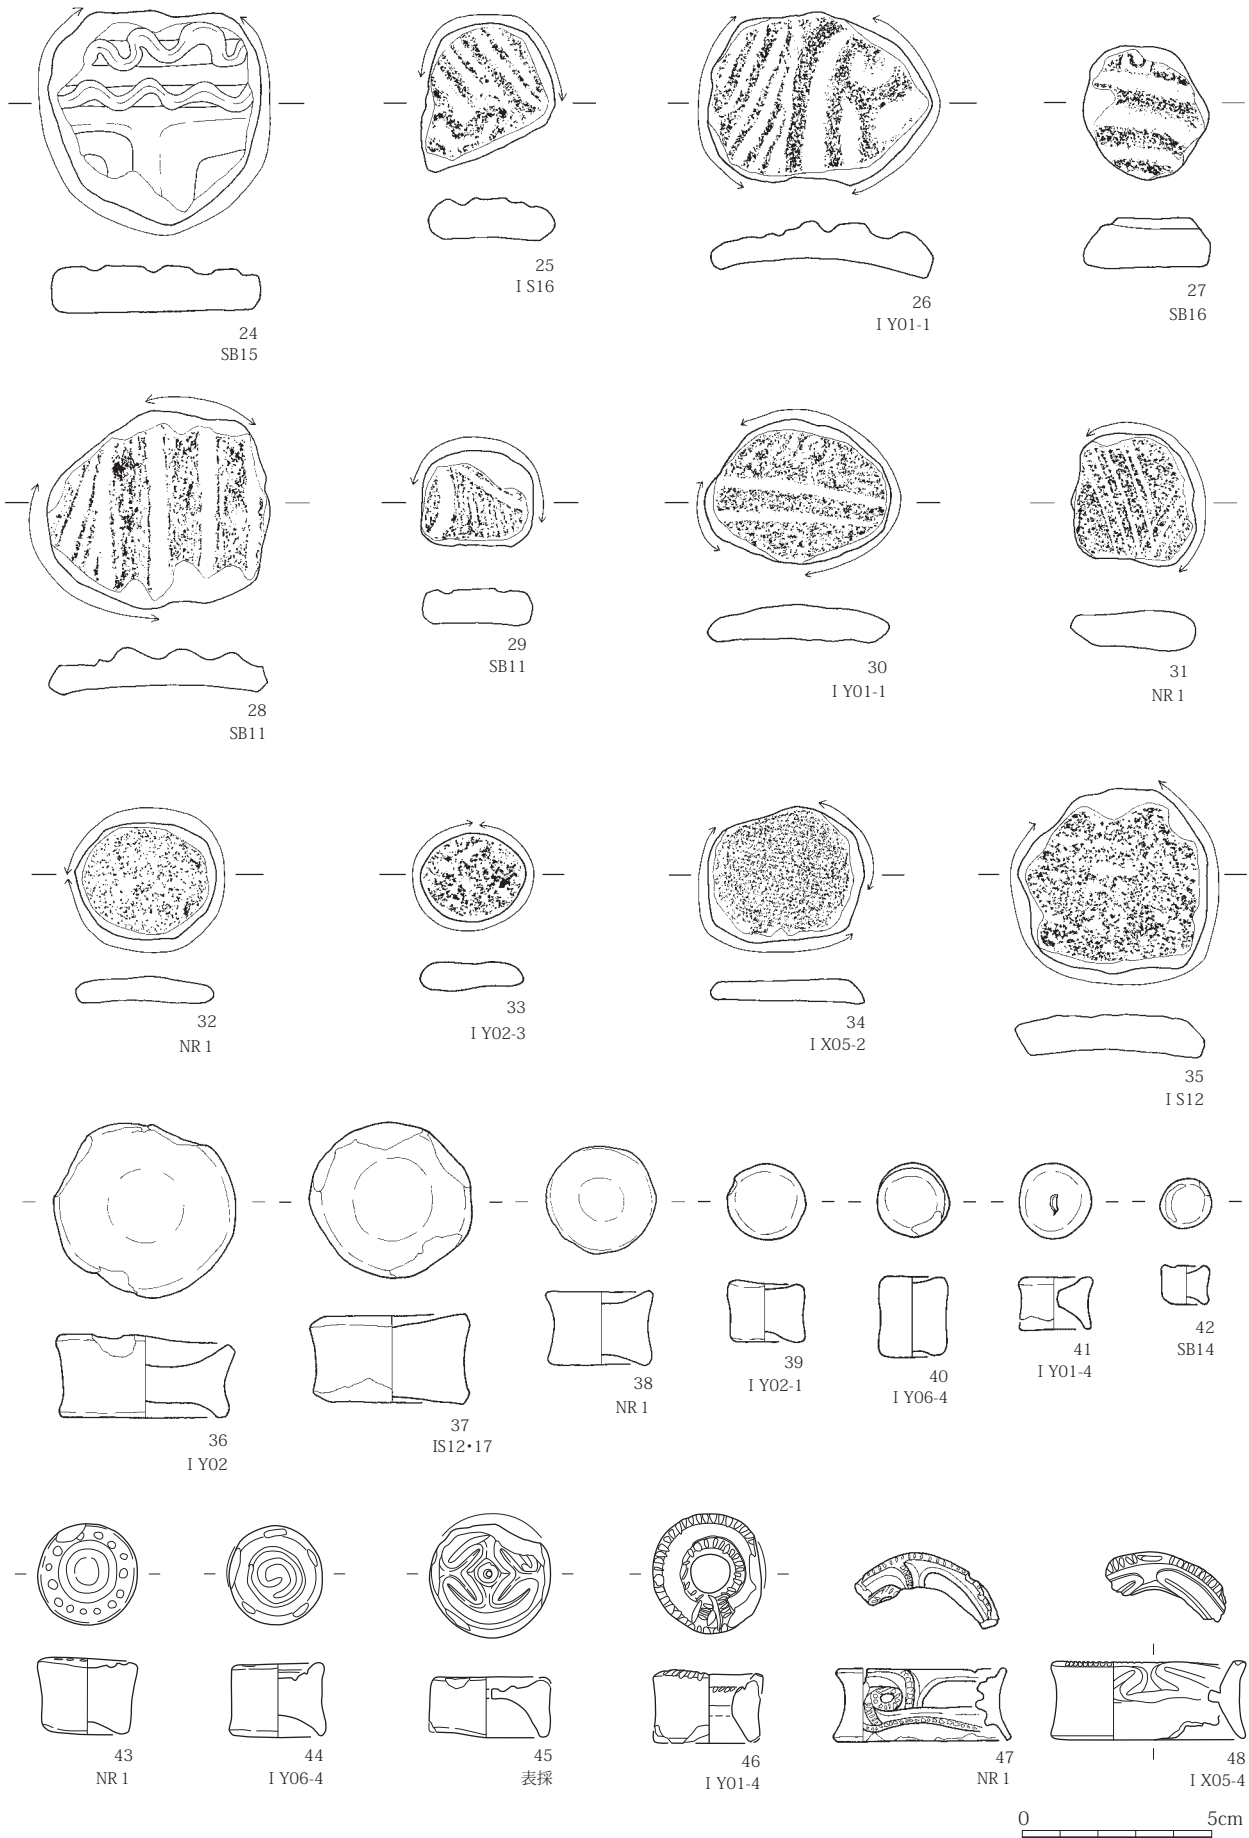 24
SB15
25
I S16
26
I Y01-1
27
SB16
28
SB11
29
SB11
30
I Y01-1
31
NR 1
32
NR 1
33
I Y02-3
34
I X05-2
35
I S12
36
I Y02
37
IS12・17
38
NR 1
39
I Y02-1
40
I Y06-4
41
I Y01-4
42
SB14
43
NR 1
44
I Y06-4
45
表採
46
I Y01-4
47
NR 1
48
I X05-4
0 5cm